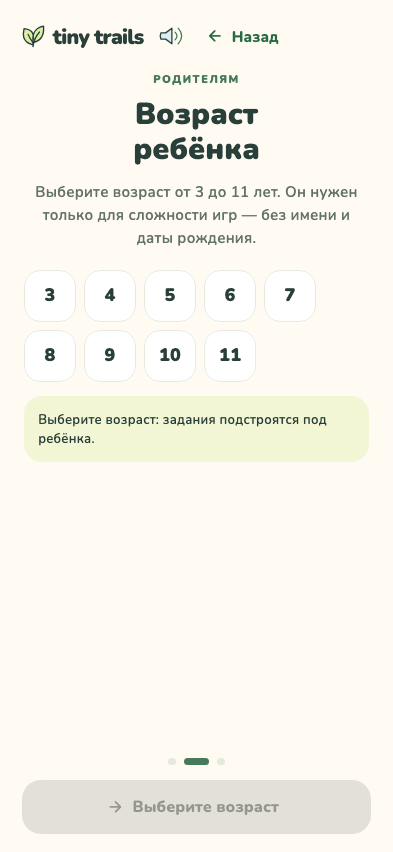 tiny trails
Назад
РОДИТЕЛЯМ
Возраст
ребёнка
Выберите возраст от 3 до 11 лет. Он нужен
только для сложности игр — без имени и
даты рождения.
3 4 5 6 7
8 9 10 11
Выберите возраст: задания подстроятся под
ребёнка.
Выберите возраст